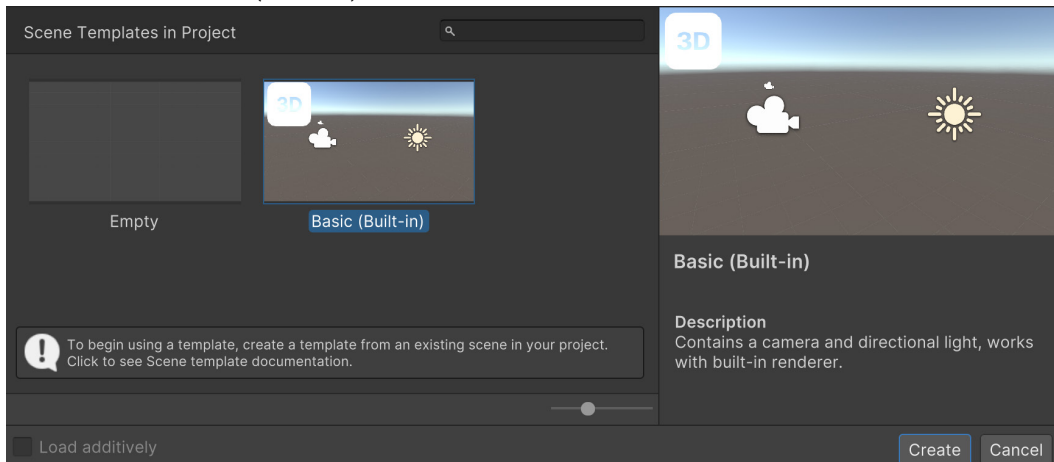 Scene Templates in Project
3D
3D
Empty
Basic (Built-in)
To begin using a template, create a template from an existing scene in your project.
Click to see Scene template documentation.
Load additively
Basic (Built-in)
Description
Contains a camera and directional light, works
with built-in renderer.
Create
Cancel